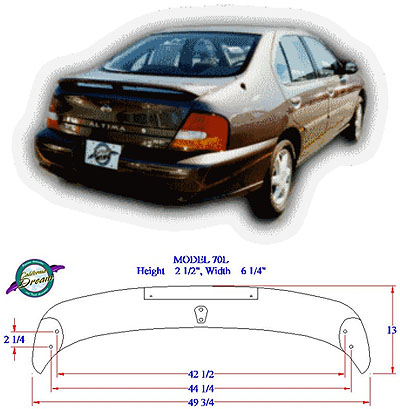 ALTIMA
MODEL 70L
Height 2 1/2", Width 6 1/4"
California
Dream
2 1/4
13
42 1/2
44 1/4
49 3/4